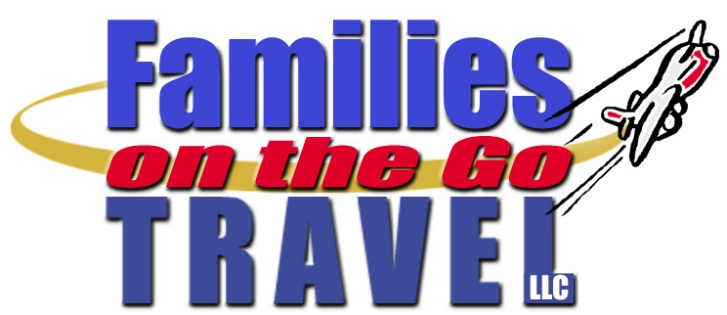 Families
on the Go
TRAVEL
LLC